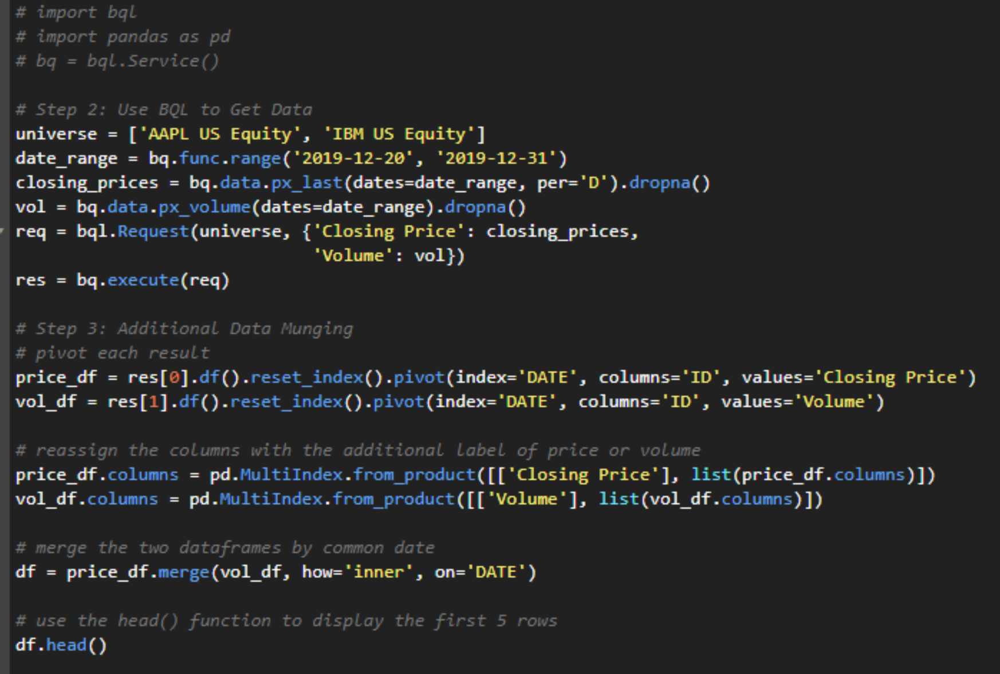 # import bql
# import pandas as pd
# bq = bql.Service()
# Step 2: Use BQL to Get Data
universe = ['AAPL US Equity', 'IBM US Equity']
date_range = bq.func.range('2019-12-20', '2019-12-31')
closing_prices = bq.data.px_last(dates=date_range, per='D').dropna()
vol = bq.data.px_volume(dates=date_range).dropna()
req = bql.Request(universe, {'Closing Price': closing_prices,
'Volume': vol})
res = bq.execute(req)
# Step 3: Additional Data Munging
# pivot each result
price_df = res[0].df().reset_index().pivot(index='DATE', columns='ID', values='Closing Price')
vol_df = res[1].df().reset_index().pivot(index='DATE', columns='ID', values='Volume')
# reassign the columns with the additional label of price or volume
price_df.columns = pd.MultiIndex.from_product([['Closing Price'], list(price_df.columns)])
vol_df.columns = pd.MultiIndex.from_product([['Volume'], list(vol_df.columns)])
# merge the two dataframes by common date
df = price_df.merge(vol_df, how='inner', on='DATE')
# use the head() function to display the first 5 rows
df.head()